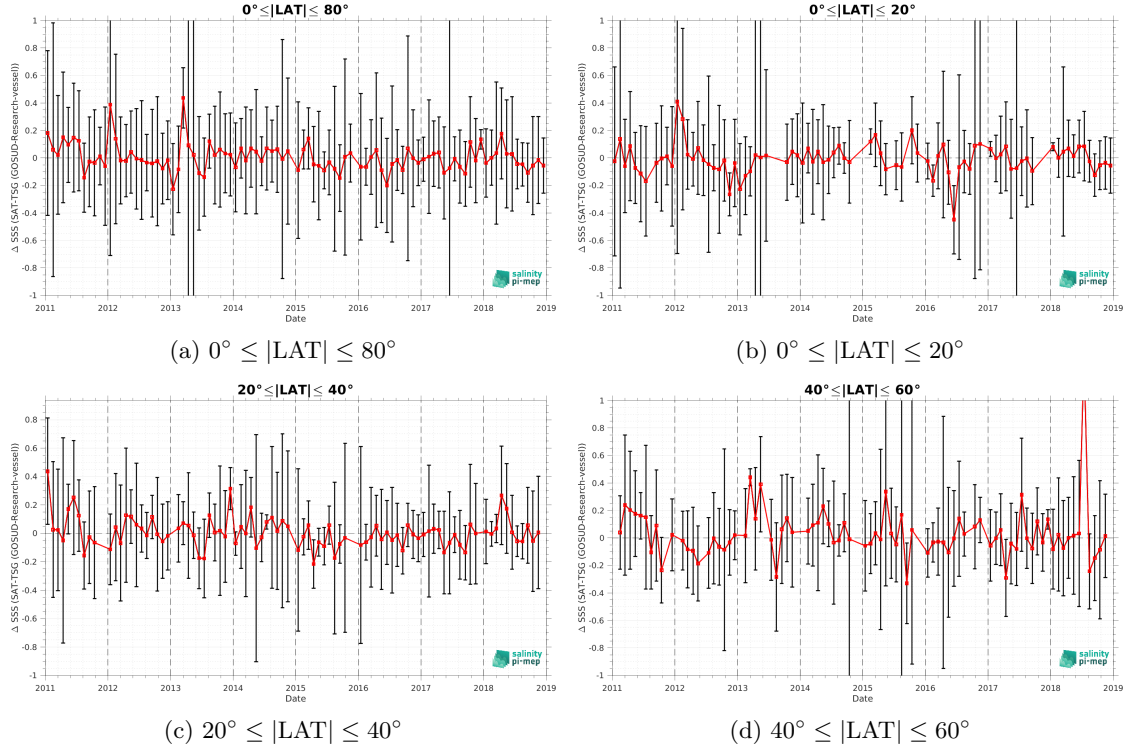 0°≤|LAT|≤ 80°
Δ SSS (SAT-TSG (GOSUD-Research-vessel))
1
0.8
0.6
0.4
0.2
0
-0.2
-0.4
-0.6
-0.8
-1
2011 2012 2013 2014 2015 2016 2017 2018 2019
Date
salinity
pi-mep
(a) 0° ≤ |LAT| ≤ 80°
0°≤|LAT|≤ 20°
Δ SSS (SAT-TSG (GOSUD-Research-vessel))
1
0.8
0.6
0.4
0.2
0
-0.2
-0.4
-0.6
-0.8
-1
2011 2012 2013 2014 2015 2016 2017 2018 2019
Date
salinity
pi-mep
(b) 0° ≤ |LAT| ≤ 20°
20°≤|LAT|≤ 40°
Δ SSS (SAT-TSG (GOSUD-Research-vessel))
0.8
0.6
0.4
0.2
0
-0.2
-0.4
-0.6
-0.8
-1
2011 2012 2013 2014 2015 2016 2017 2018 2019
Date
salinity
pi-mep
(c) 20° ≤ |LAT| ≤ 40°
40°≤|LAT|≤ 60°
Δ SSS (SAT-TSG (GOSUD-Research-vessel))
0.8
0.6
0.4
0.2
0
-0.2
-0.4
-0.6
-0.8
-1
2011 2012 2013 2014 2015 2016 2017 2018 2019
Date
salinity
pi-mep
(d) 40° ≤ |LAT| ≤ 60°